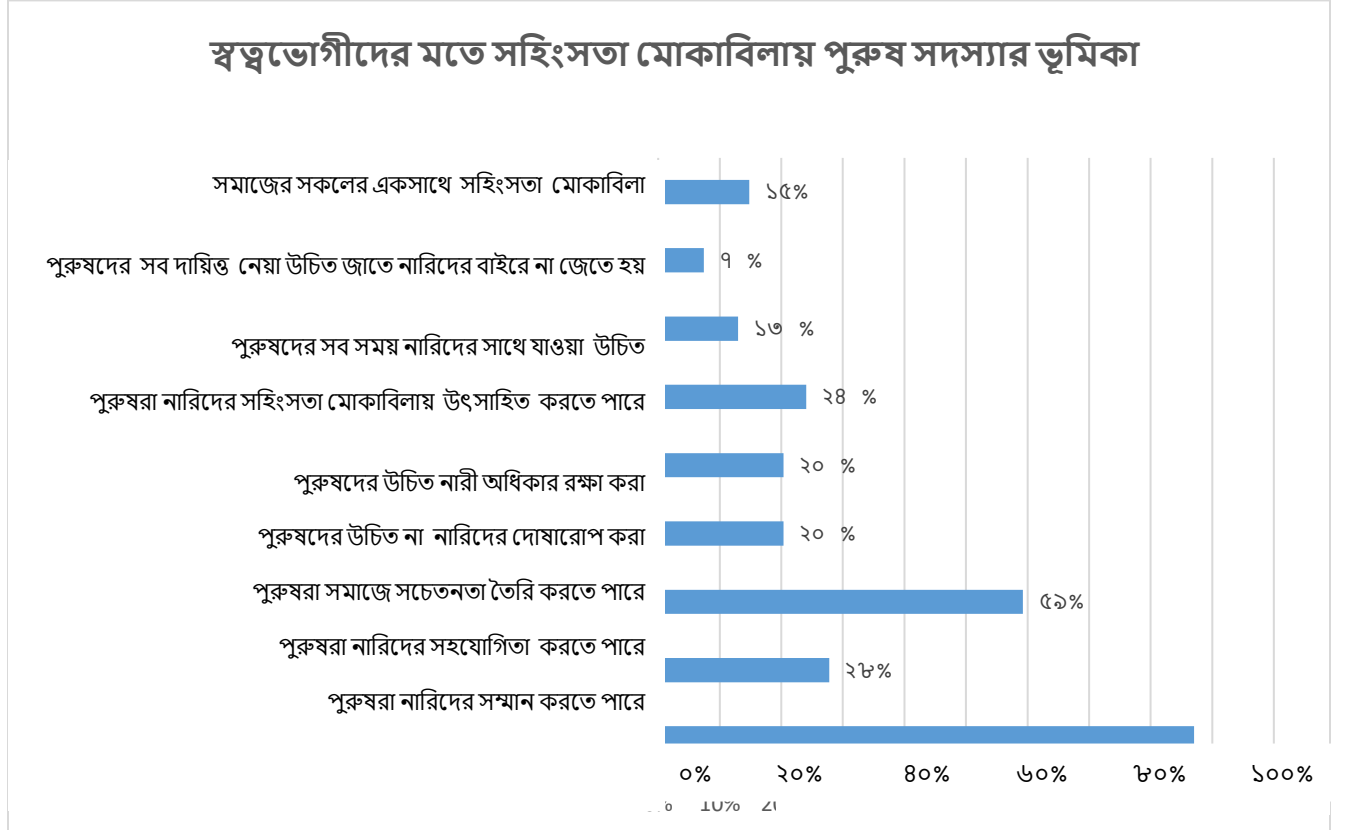 স্বত্বভোগীদের মতে সহিংসতা মোকাবিলায় পুরুষ সদস্যার ভূমিকা
সমাজের সকলের একসাথে সহিংসতা মোকাবিলা
১৫%
পুরুষদের সব দায়িত্ত নেয়া উচিত জাতে নারিদের বাইরে না জেতে হয়
৭ %
পুরুষদের সব সময় নারিদের সাথে যাওয়া উচিত
১৩ %
পুরুষরা নারিদের সহিংসতা মোকাবিলায় উৎসাহিত করতে পারে
২৪ %
পুরুষদের উচিত নারী অধিকার রক্ষা করা
২০ %
পুরুষদের উচিত না নারিদের দোষারোপ করা
২০ %
পুরুষরা সমাজে সচেতনতা তৈরি করতে পারে
৫৯%
পুরুষরা নারিদের সহযোগিতা করতে পারে
২৮%
পুরুষরা নারিদের সম্মান করতে পারে
০% ২০% ৪০% ৬০% ৮০% ১০০%
10%